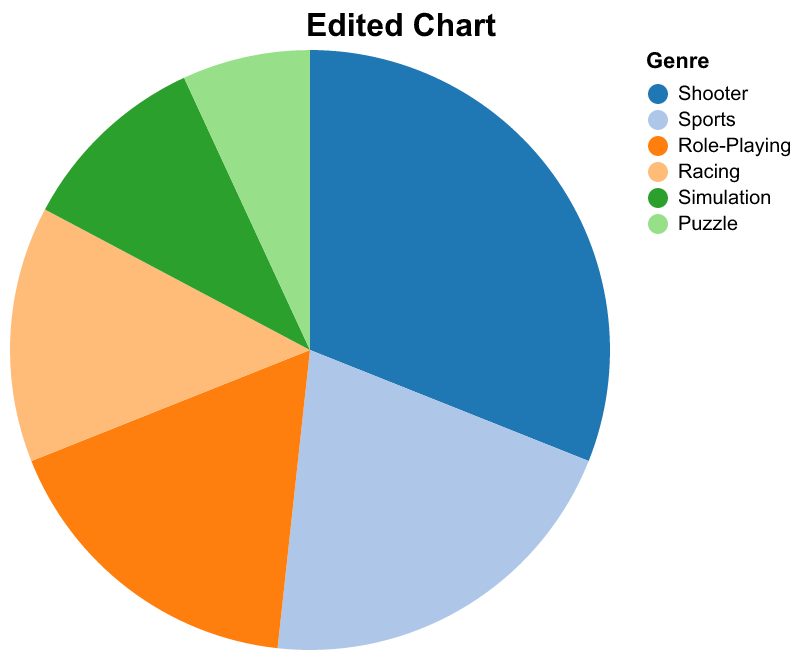 Edited Chart
Genre
Shooter
Sports
Role-Playing
Racing
Simulation
Puzzle